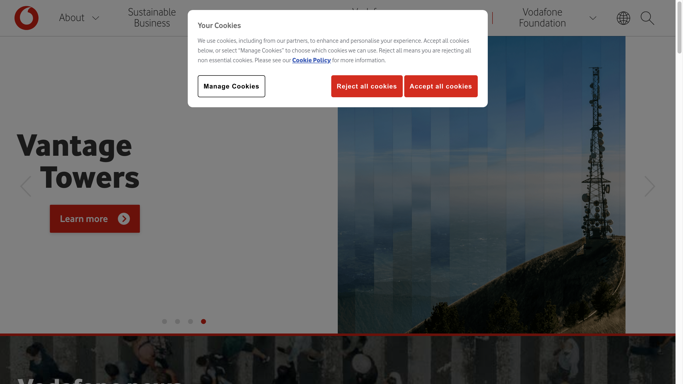 About
Sustainable
Business
Vodafone
Foundation
Your Cookies
We use cookies, including from our partners, to enhance and personalise your experience. Accept all cookies
below, or select "Manage Cookies" to choose which cookies we can use. Reject all means you are rejecting all
non essential cookies. Please see our Cookie Policy for more information.
Manage Cookies
Reject all cookies
Accept all cookies
Vantage
Towers
Learn more